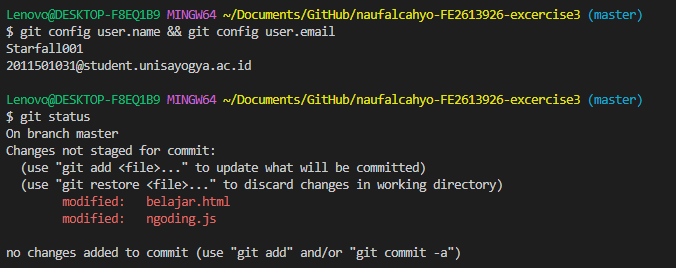 Lenovo@DESKTOP-F8EQ1B9 MINGW64 ~/Documents/GitHub/naufalcahyo-FE2613926-excercise3 (master)
$ git config user.name && git config user.email
Starfall001
2011501031@student.unisayogya.ac.id

Lenovo@DESKTOP-F8EQ1B9 MINGW64 ~/Documents/GitHub/naufalcahyo-FE2613926-excercise3 (master)
$ git status
On branch master
Changes not staged for commit:
  (use "git add <file>..." to update what will be committed)
  (use "git restore <file>..." to discard changes in working directory)
        modified:   belajar.html
        modified:   ngoding.js

no changes added to commit (use "git add" and/or "git commit -a")